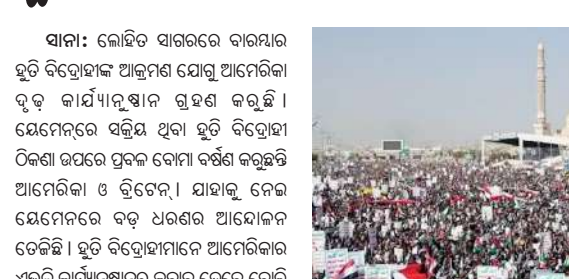 ସାନା: ଲୋହିତ ସାଗରରେ ବାରମ୍ବାର
ହୁତି ବିଦ୍ରୋହୀଙ୍କ ଆକ୍ରମଣ ଯୋଗୁ ଆମେରିକା
ଦୃଢ଼ କାର୍ଯ୍ୟାନୁଷ୍ଠାନ ଗ୍ରହଣ କରୁଛି।
ୟେମେନ୍‌ରେ ସକ୍ରିୟ ଥିବା ହୁତି ବିଦ୍ରୋହୀ
ଠିକଣା ଉପରେ ପ୍ରବଳ ବୋମା ବର୍ଷଣ କରୁଛନ୍ତି
ଆମେରିକା ଓ ବ୍ରିଟେନ୍। ଯାହାକୁ ନେଇ
ୟେମେନରେ ବଡ଼ ଧରଣର ଆନ୍ଦୋଳନ
ତେଜିଛି। ହୁତି ବିଦ୍ରୋହୀମାନେ ଆମେରିକାର